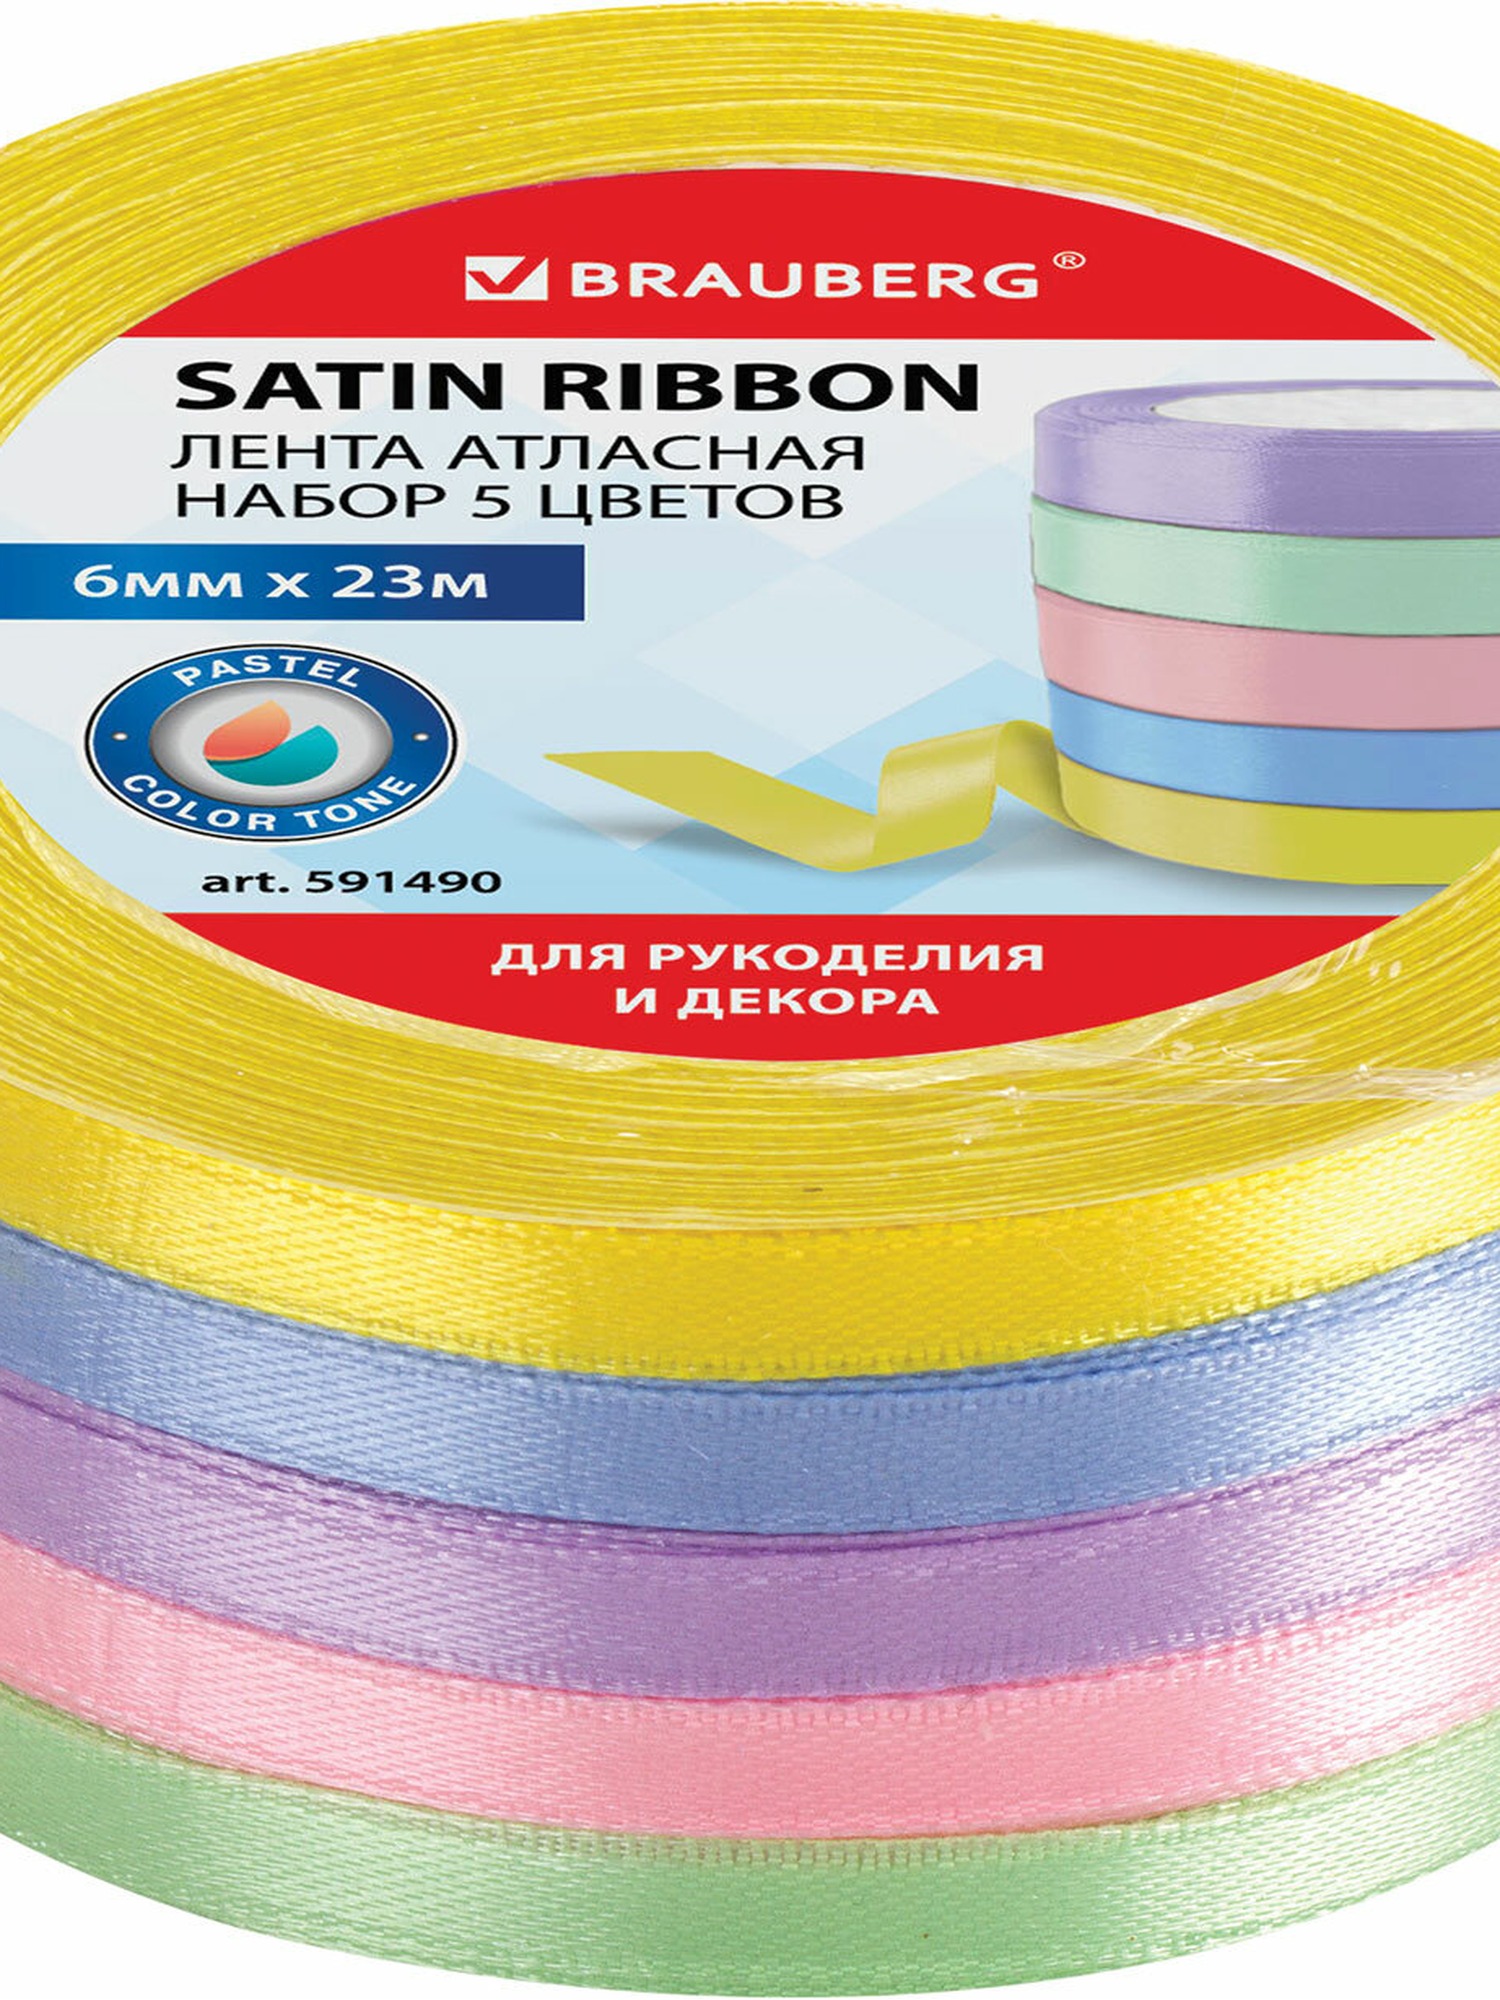 BRAUBERG®
SATIN RIBBON
ЛЕНТА АТЛАСНАЯ
НАБОР 5 ЦВЕТОВ
6мм х 23м
PASTEL
COLOR TONE
art. 591490
ДЛЯ РУКОДЕЛИЯ
И ДЕКОРА